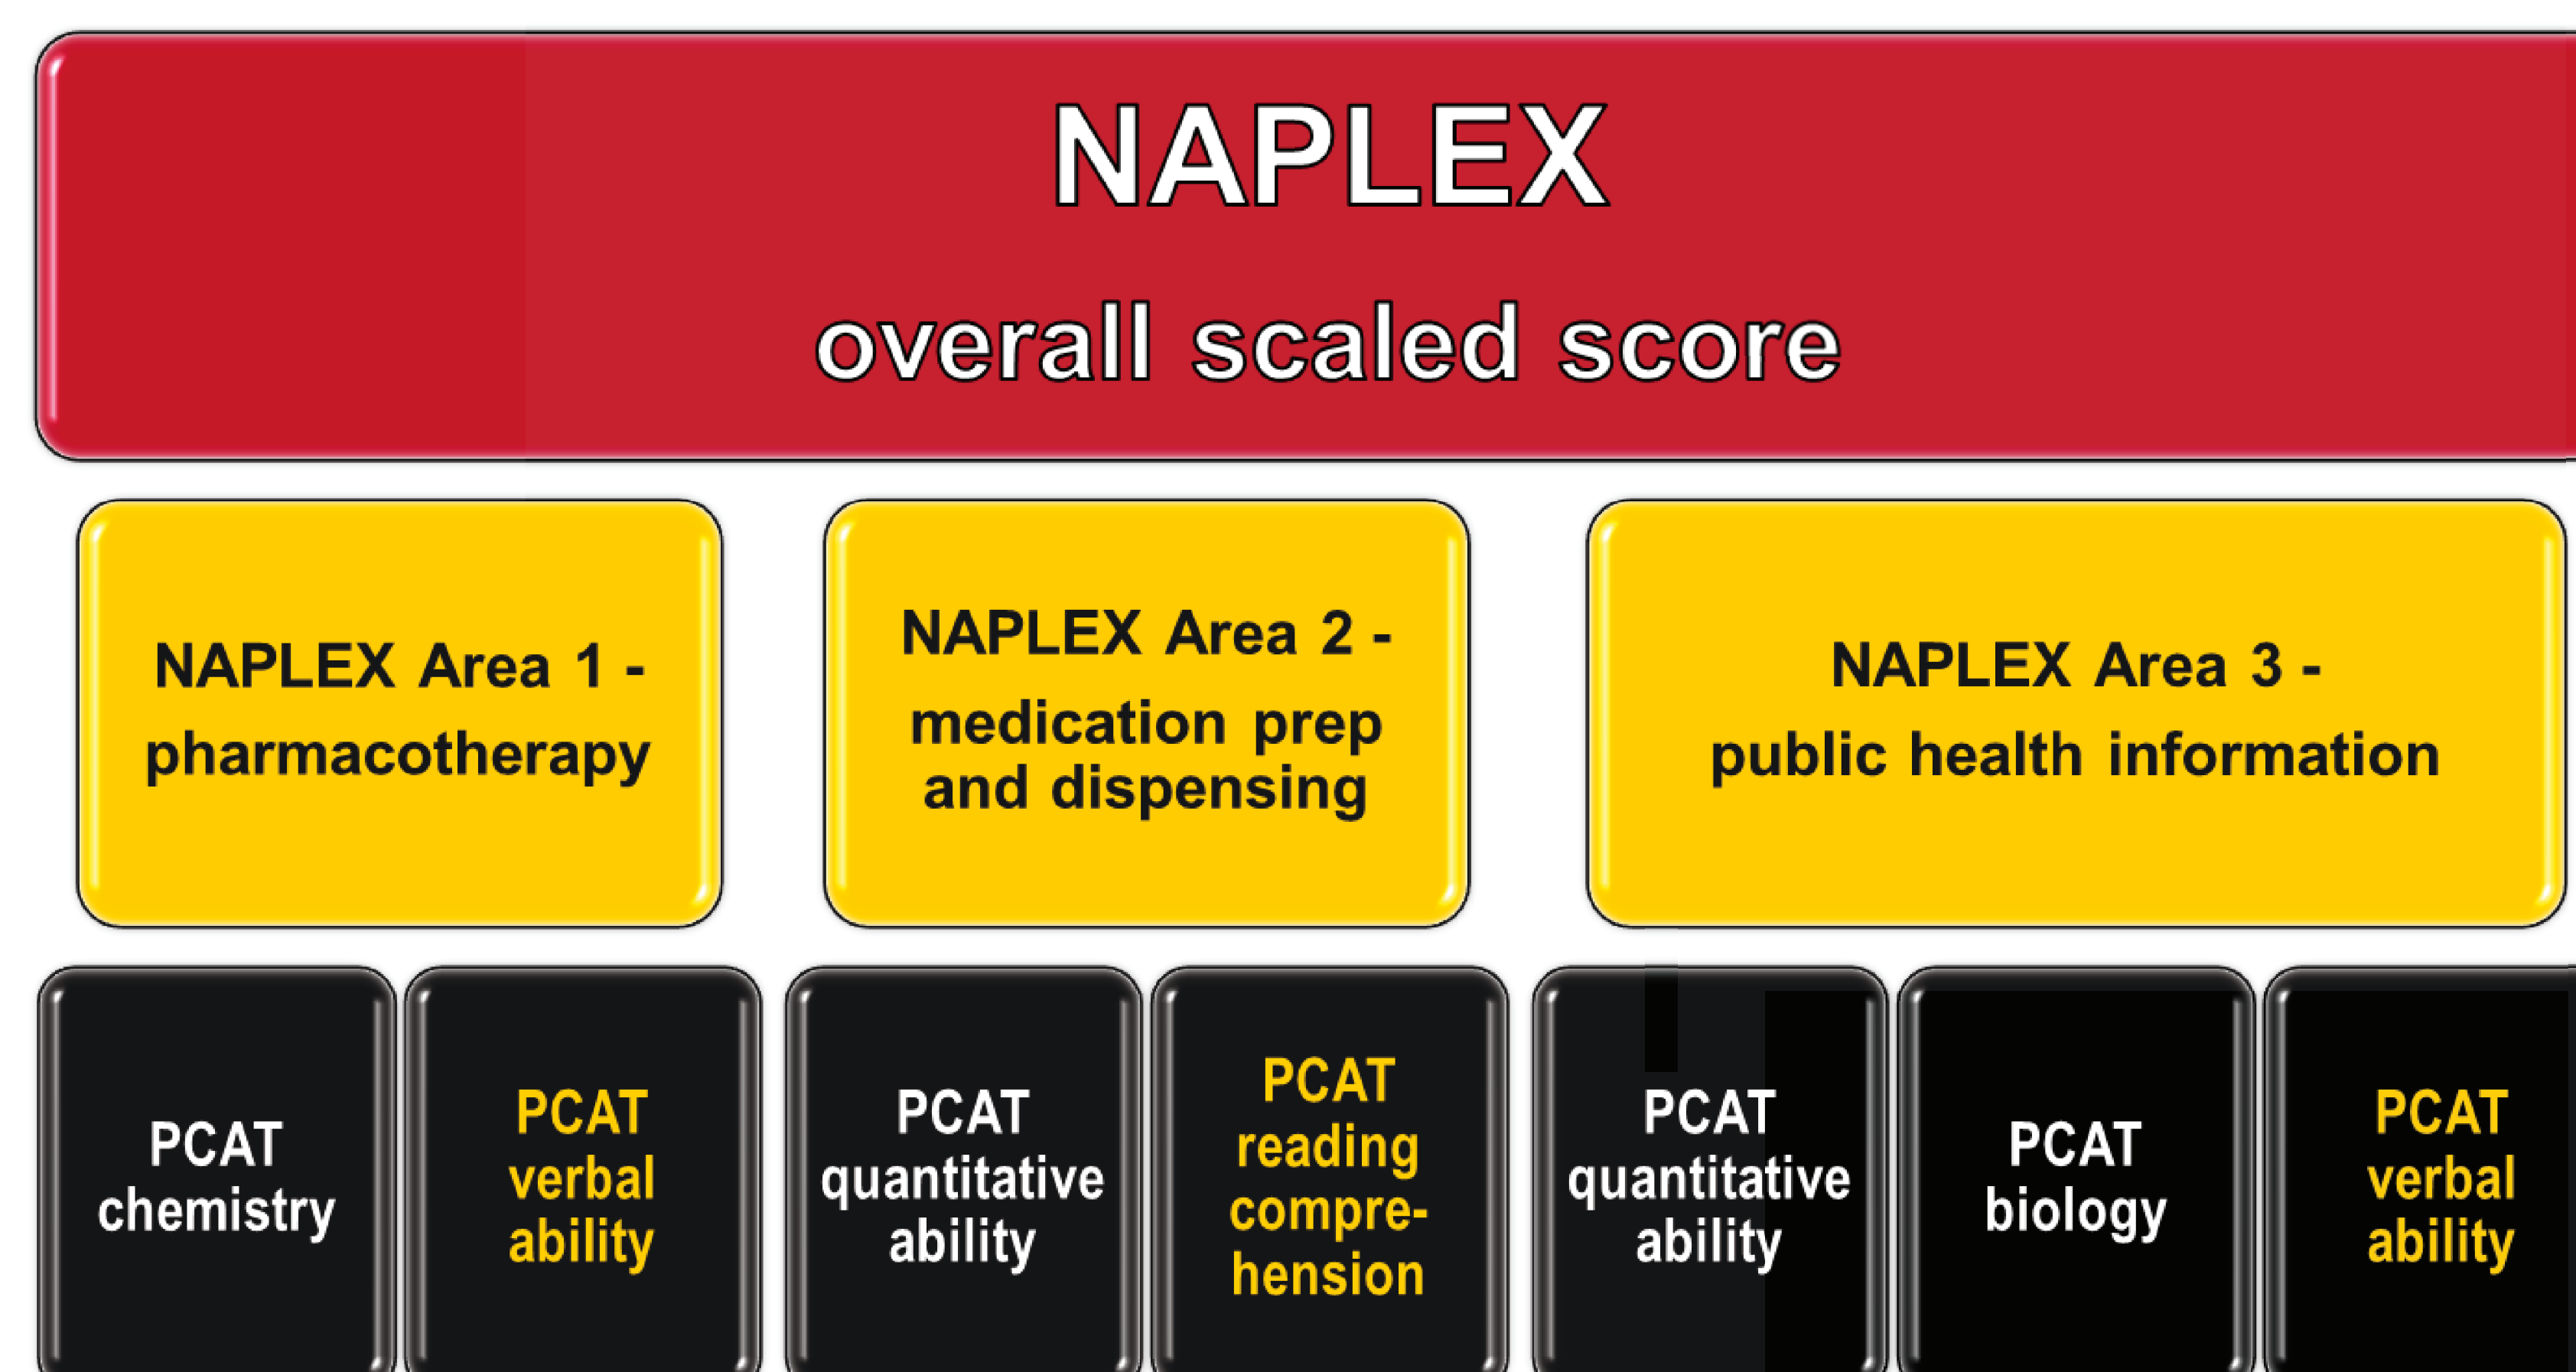 NAPLEX
overall scaled score
NAPLEX Area 1 -
pharmacotherapy
NAPLEX Area 2 -
medication prep
and dispensing
NAPLEX Area 3 -
public health information
PCAT
chemistry
PCAT
verbal
ability
PCAT
quantitative
ability
PCAT
reading
compre-
hension
PCAT
quantitative
ability
PCAT
biology
PCAT
verbal
ability